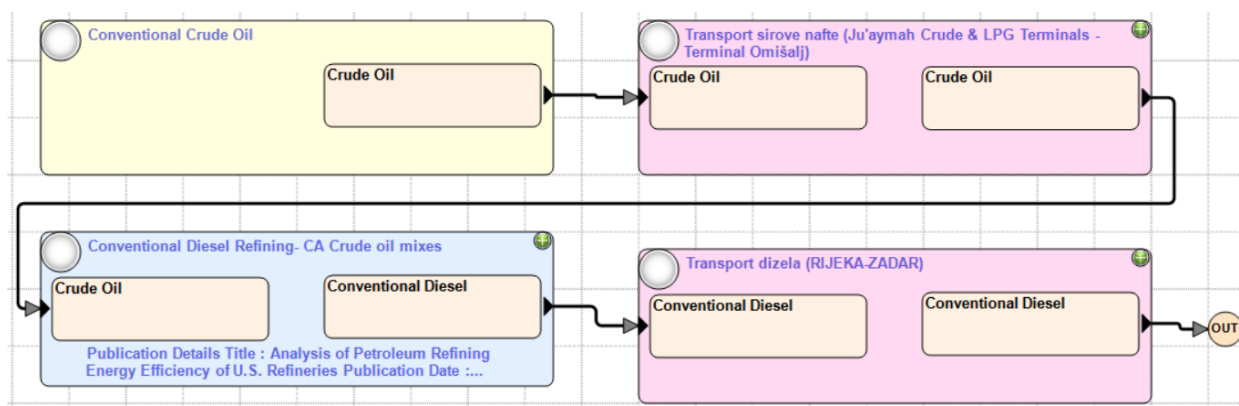 Conventional Crude Oil
Crude Oil
Transport sirove nafte (Ju'aymah Crude & LPG Terminals -
Terminal Omišalj)
Crude Oil
Crude Oil
Conventional Diesel Refining- CA Crude oil mixes
Crude Oil
Conventional Diesel
Publication Details Title : Analysis of Petroleum Refining
Energy Efficiency of U.S. Refineries Publication Date :...
Transport dizela (RIJEKA-ZADAR)
Conventional Diesel
Conventional Diesel
OUT